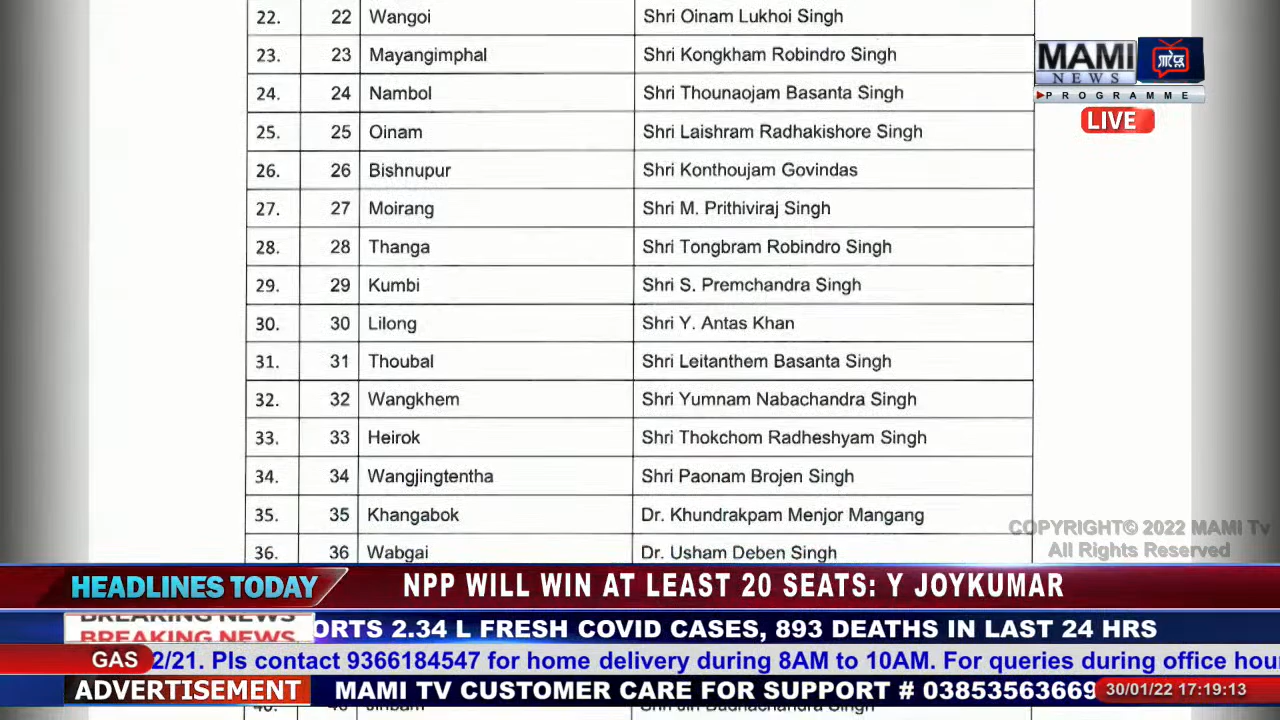 22. 22 Wangoi Shri Oinam Lukhoi Singh
23. 23 Mayangimphal Shri Kongkham Robindro Singh
24. 24 Nambol Shri Thounaojam Basanta Singh
25. 25 Oinam Shri Laishram Radhakishore Singh
26. 26 Bishnupur Shri Konthoujam Govindas
27. 27 Moirang Shri M. Prithiviraj Singh
28. 28 Thanga Shri Tongbram Robindro Singh
29. 29 Kumbi Shri S. Premchandra Singh
30. 30 Lilong Shri Y. Antas Khan
31. 31 Thoubal Shri Leitanthem Basanta Singh
32. 32 Wangkhem Shri Yumnam Nabachandra Singh
33. 33 Heirok Shri Thokchom Radheshyam Singh
34. 34 Wangjingtentha Shri Paonam Brojen Singh
35. 35 Khangabok Dr. Khundrakpam Menjor Mangang
36. 36 Wabgai Dr. Usham Deben Singh
MAMI
NEWS
PROGRAMME
LIVE
COPYRIGHT© 2022 MAMI Tv
All Rights Reserved
HEADLINES TODAY NPP WILL WIN AT LEAST 20 SEATS: Y JOYKUMAR
BREAKING NEWS
BREAKING NEWS ORTS 2.34 L FRESH COVID CASES, 893 DEATHS IN LAST 24 HRS
GAS 2/21. Pls contact 9366184547 for home delivery during 8AM to 10AM. For queries during office hou
ADVERTISEMENT MAMI TV CUSTOMER CARE FOR SUPPORT # 03853563669 30/01/22 17:19:13